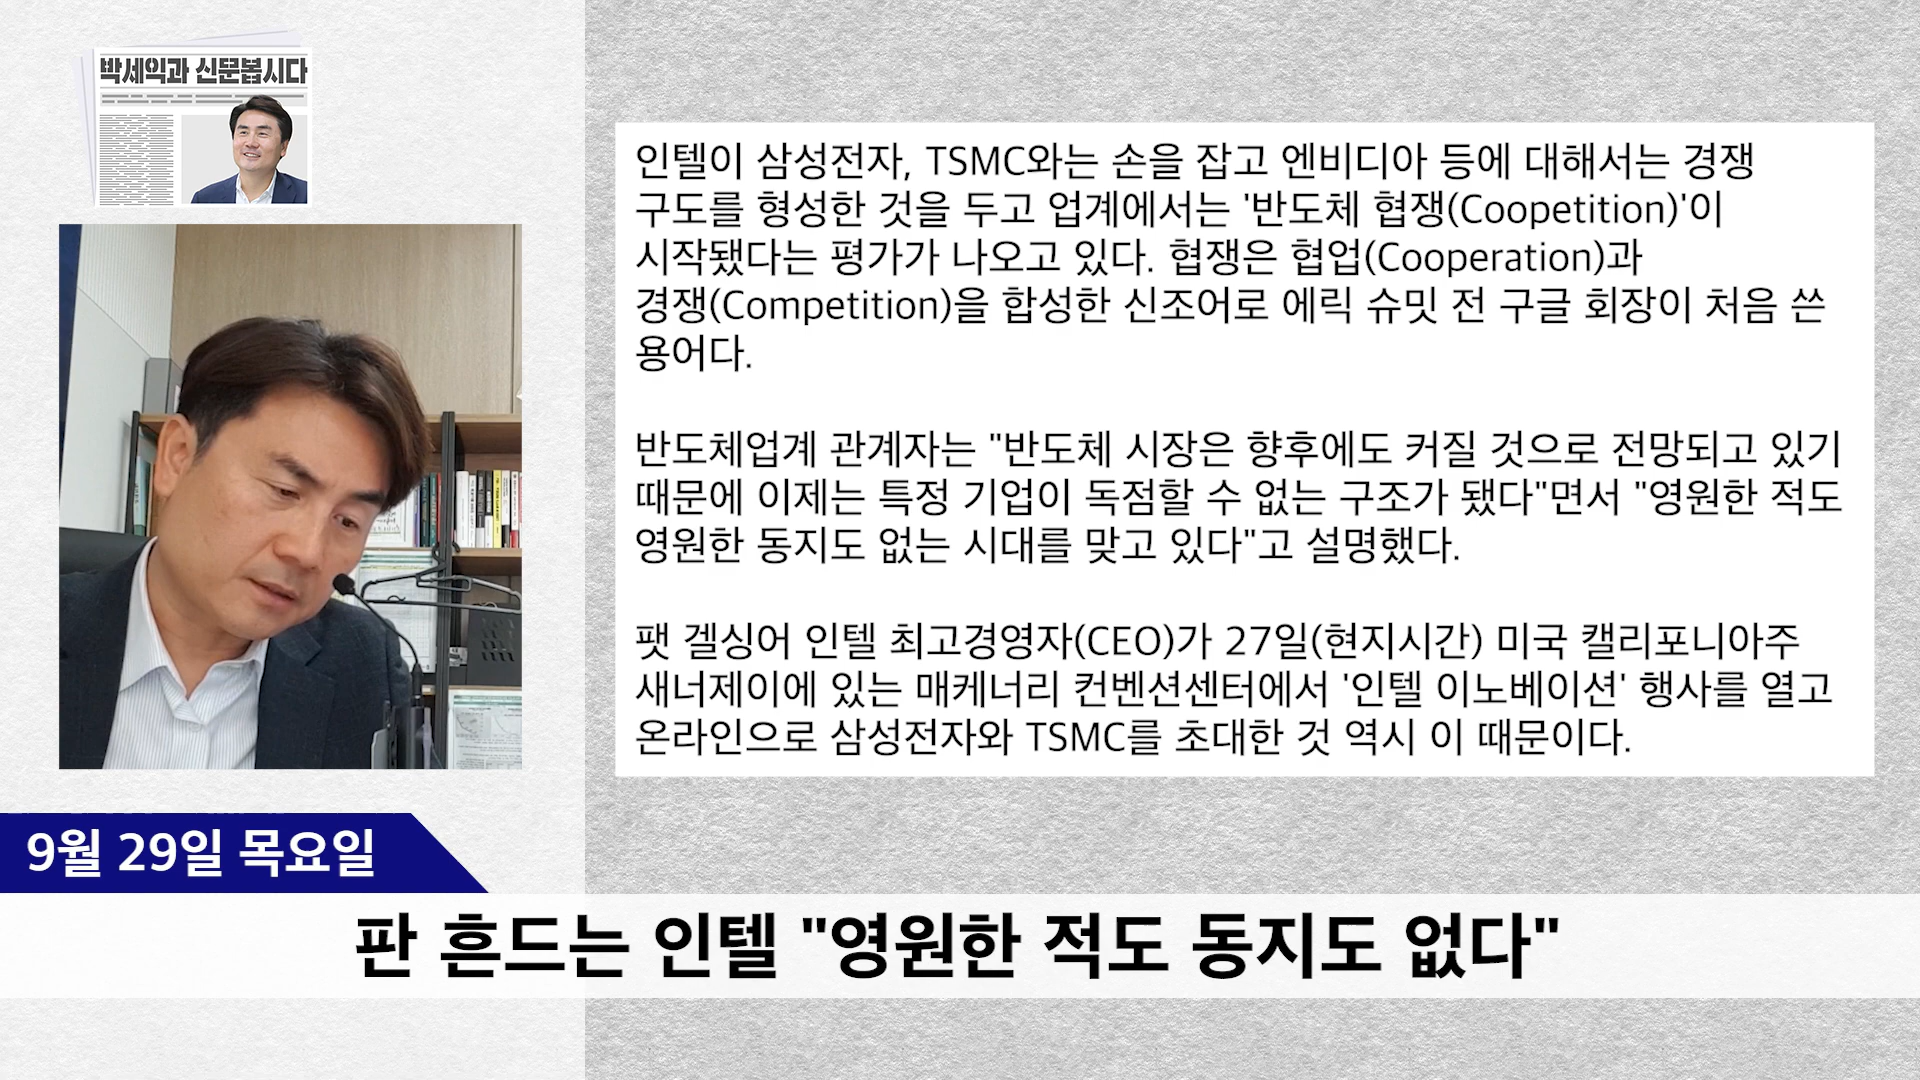 박세익과 신문봅시다
인텔이 삼성전자, TSMC와는 손을 잡고 엔비디아 등에 대해서는 경쟁
구도를 형성한 것을 두고 업계에서는 '반도체 협쟁(Coopetition)'이
시작됐다는 평가가 나오고 있다. 협쟁은 협업(Cooperation)과
경쟁(Competition)을 합성한 신조어로 에릭 슈밋 전 구글 회장이 처음 쓴
용어다.
반도체업계 관계자는 "반도체 시장은 향후에도 커질 것으로 전망되고 있기
때문에 이제는 특정 기업이 독점할 수 없는 구조가 됐다"면서 "영원한 적도
영원한 동지도 없는 시대를 맞고 있다"고 설명했다.
팻 겔싱어 인텔 최고경영자(CEO)가 27일(현지시간) 미국 캘리포니아주
새너제이에 있는 매케너리 컨벤션센터에서 '인텔 이노베이션' 행사를 열고
온라인으로 삼성전자와 TSMC를 초대한 것 역시 이 때문이다.
9월 29일 목요일
판 흔드는 인텔 "영원한 적도 동지도 없다"